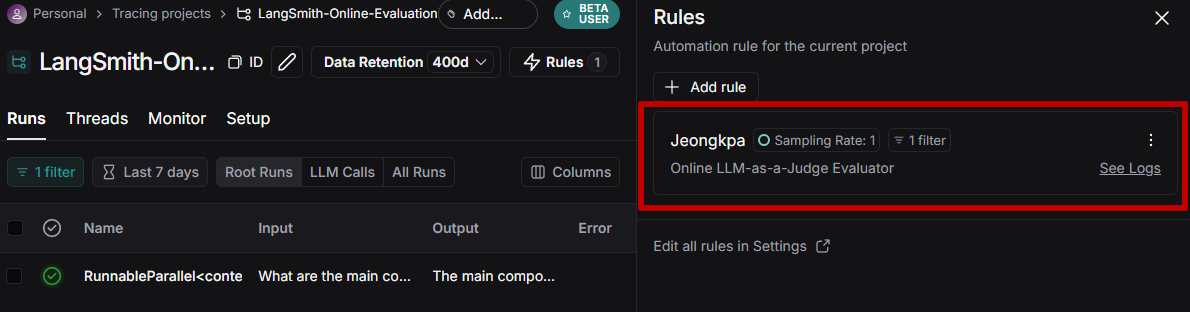 Personal > Tracing projects > LangSmith-Online-Evaluation
Add...
BETA
USER
LangSmith-On...
ID
Data Retention 400d
Rules 1
Runs Threads Monitor Setup
1 filter
Last 7 days
Root Runs LLM Calls All Runs
Columns
Name Input Output Error
RunnableParallel<conte What are the main co... The main compo...
Rules
Automation rule for the current project
+ Add rule
Jeongkpa Sampling Rate: 1 1 filter
Online LLM-as-a-Judge Evaluator
See Logs
Edit all rules in Settings